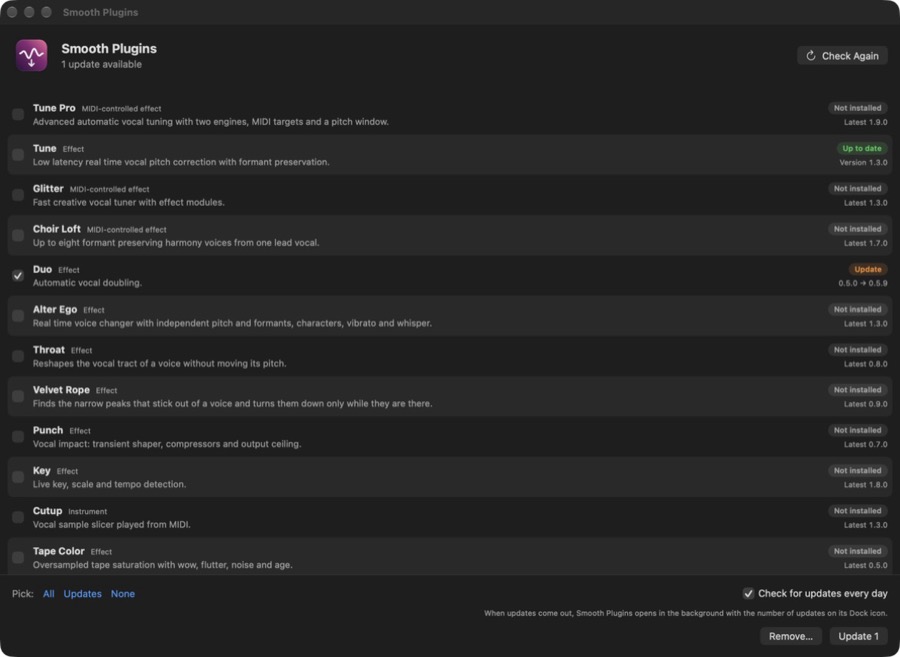 Smooth Plugins
Smooth Plugins
1 update available
Check Again
Tune Pro MIDI-controlled effect
Advanced automatic vocal tuning with two engines, MIDI targets and a pitch window.
Not installed
Latest 1.9.0
Tune Effect
Low latency real time vocal pitch correction with formant preservation.
Up to date
Version 1.3.0
Glitter MIDI-controlled effect
Fast creative vocal tuner with effect modules.
Not installed
Latest 1.3.0
Choir Loft MIDI-controlled effect
Up to eight formant preserving harmony voices from one lead vocal.
Not installed
Latest 1.7.0
Duo Effect
Automatic vocal doubling.
Update
0.5.0 → 0.5.9
Alter Ego Effect
Real time voice changer with independent pitch and formants, characters, vibrato and whisper.
Not installed
Latest 1.3.0
Throat Effect
Reshapes the vocal tract of a voice without moving its pitch.
Not installed
Latest 0.8.0
Velvet Rope Effect
Finds the narrow peaks that stick out of a voice and turns them down only while they are there.
Not installed
Latest 0.9.0
Punch Effect
Vocal impact: transient shaper, compressors and output ceiling.
Not installed
Latest 0.7.0
Key Effect
Live key, scale and tempo detection.
Not installed
Latest 1.8.0
Cutup Instrument
Vocal sample slicer played from MIDI.
Not installed
Latest 1.3.0
Tape Color Effect
Oversampled tape saturation with wow, flutter, noise and age.
Not installed
Latest 0.5.0
Pick: All Updates None
Check for updates every day
When updates come out, Smooth Plugins opens in the background with the number of updates on its Dock icon.
Remove... Update 1